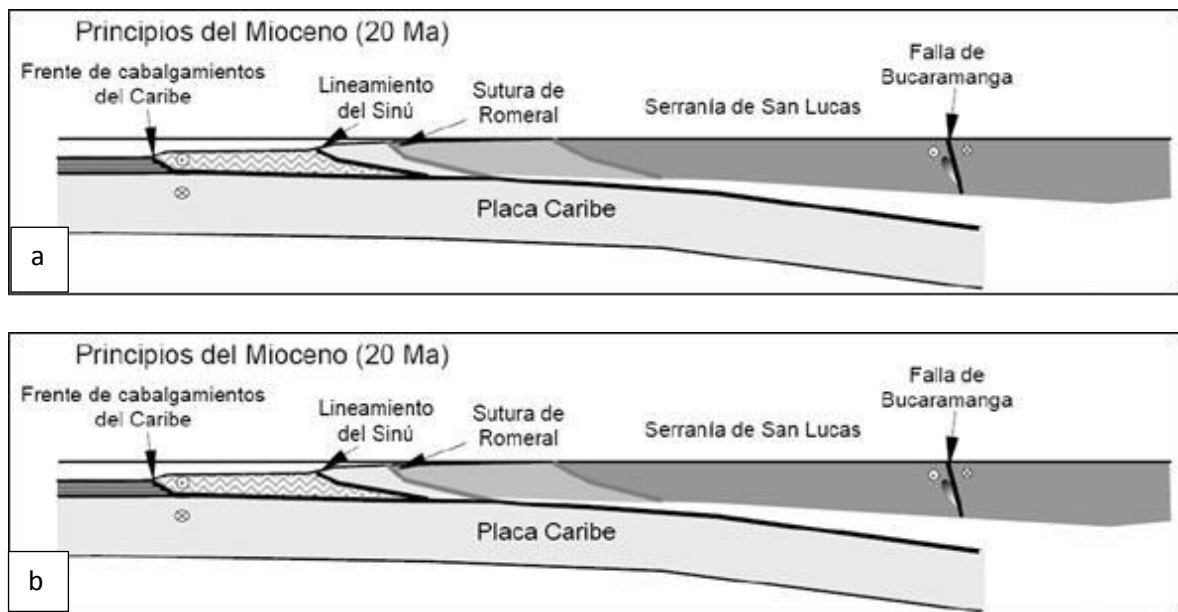 Principios del Mioceno (20 Ma)
Frente de cabalgamientos
del Caribe
Lineamiento
del Sinú
Sutura de
Romeral
Serranía de San Lucas
Falla de
Bucaramanga
Placa Caribe
a
Principios del Mioceno (20 Ma)
Frente de cabalgamientos
del Caribe
Lineamiento
del Sinú
Sutura de
Romeral
Serranía de San Lucas
Falla de
Bucaramanga
Placa Caribe
b